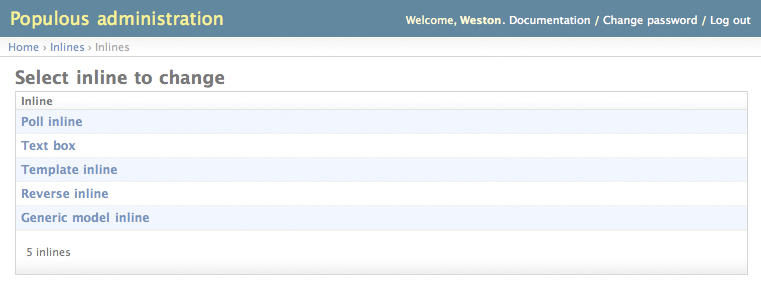 Populous administration
Welcome, Weston. Documentation / Change password / Log out
Home › Inlines › Inlines
Select inline to change
Inline
Poll inline
Text box
Template inline
Reverse inline
Generic model inline
5 inlines